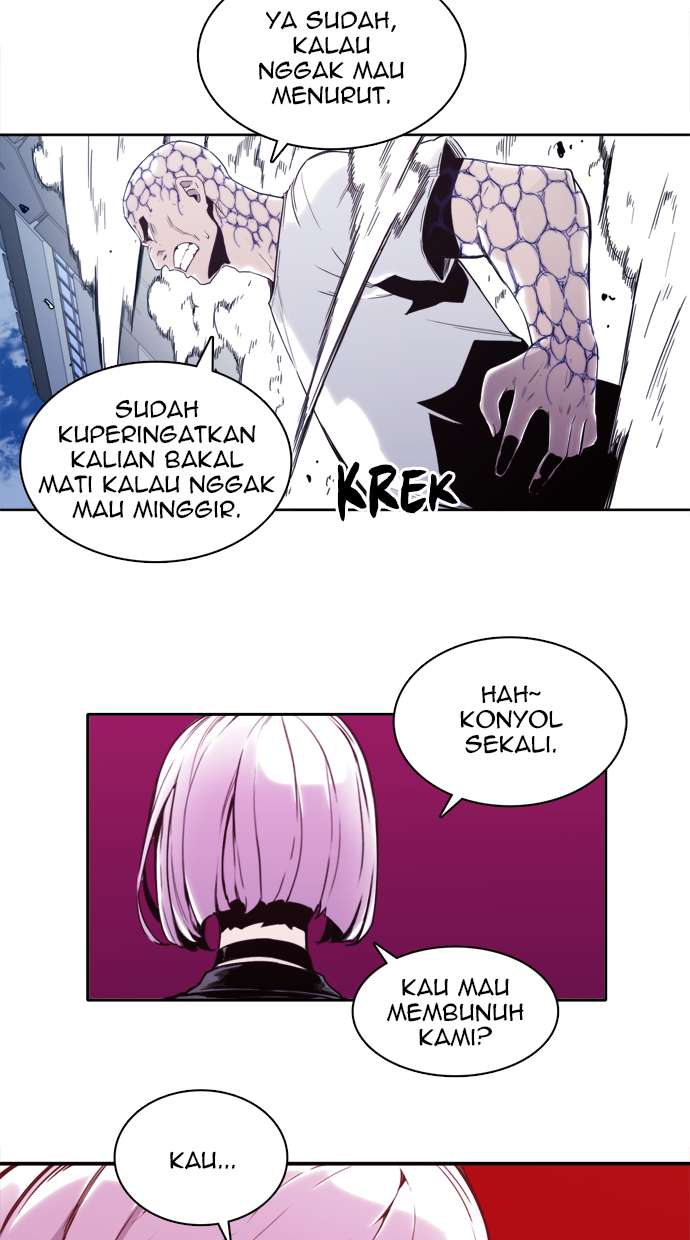 YA SUDAH,
KALAU
NGGAK MAU
MENURUT.
SUDAH
KUPERINGATKAN
KALIAN BAKAL
MATI KALAU NGGAK
MAU MINGGIR.
KREK
HAH~
KONYOL
SEKALI.
KAU MAU
MEMBUNUH
KAMI?
KAU...